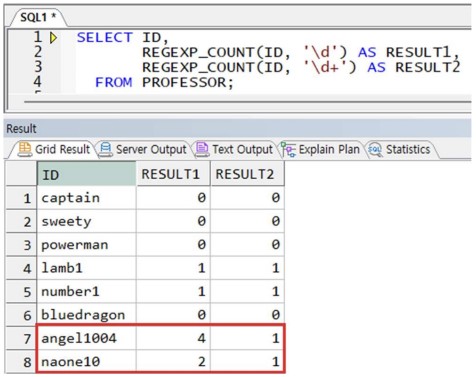 SQL1 *
1 SELECT ID,
2 REGEXP_COUNT(ID, '\d') AS RESULT1,
3 REGEXP_COUNT(ID, '\d+') AS RESULT2
4 FROM PROFESSOR;
5
Result
Grid Result Server Output Text Output Explain Plan SQL Statistics
ID RESULT1 RESULT2
1 captain 0 0
2 sweety 0 0
3 powerman 0 0
4 lamb1 1 1
5 number1 1 1
6 bluedragon 0 0
7 angel1004 4 1
8 naone10 2 1